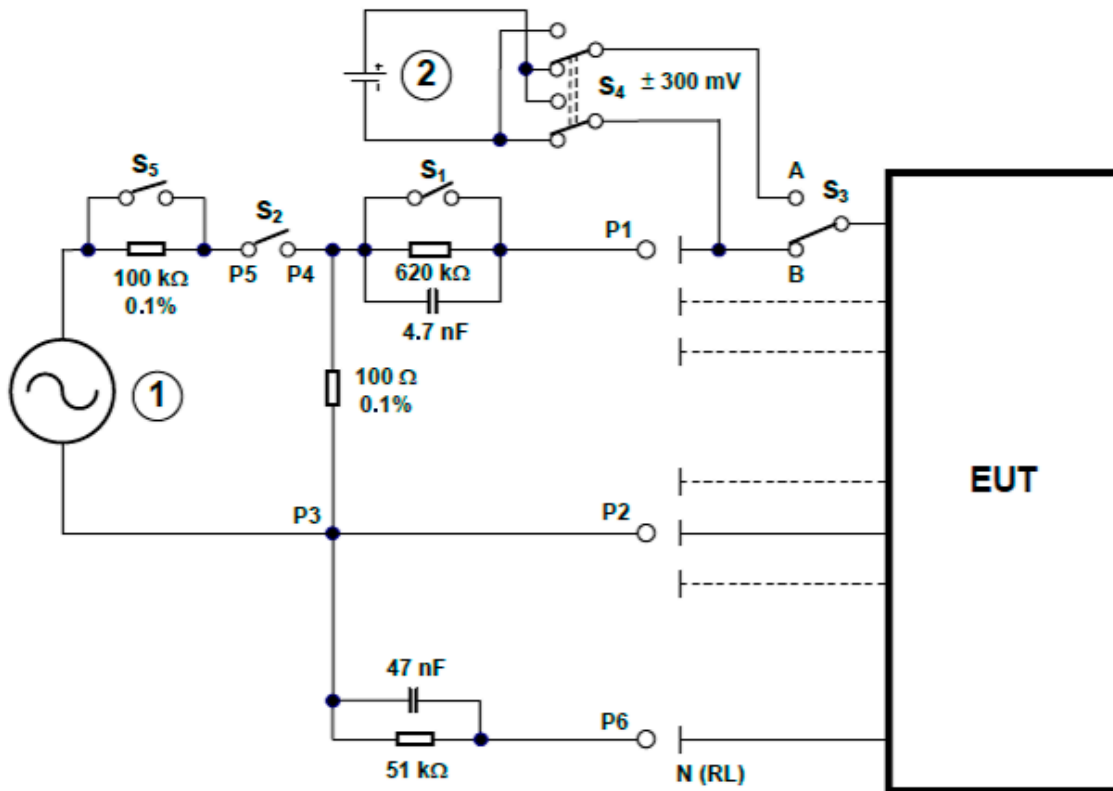 2
S4 ± 300 mV
S5
S1
A
S3
S2
P1
P5 P4
B
100 kΩ
0.1%
620 kΩ
4.7 nF
1
100 Ω
0.1%
EUT
P3
P2
47 nF
P6
51 kΩ
N (RL)